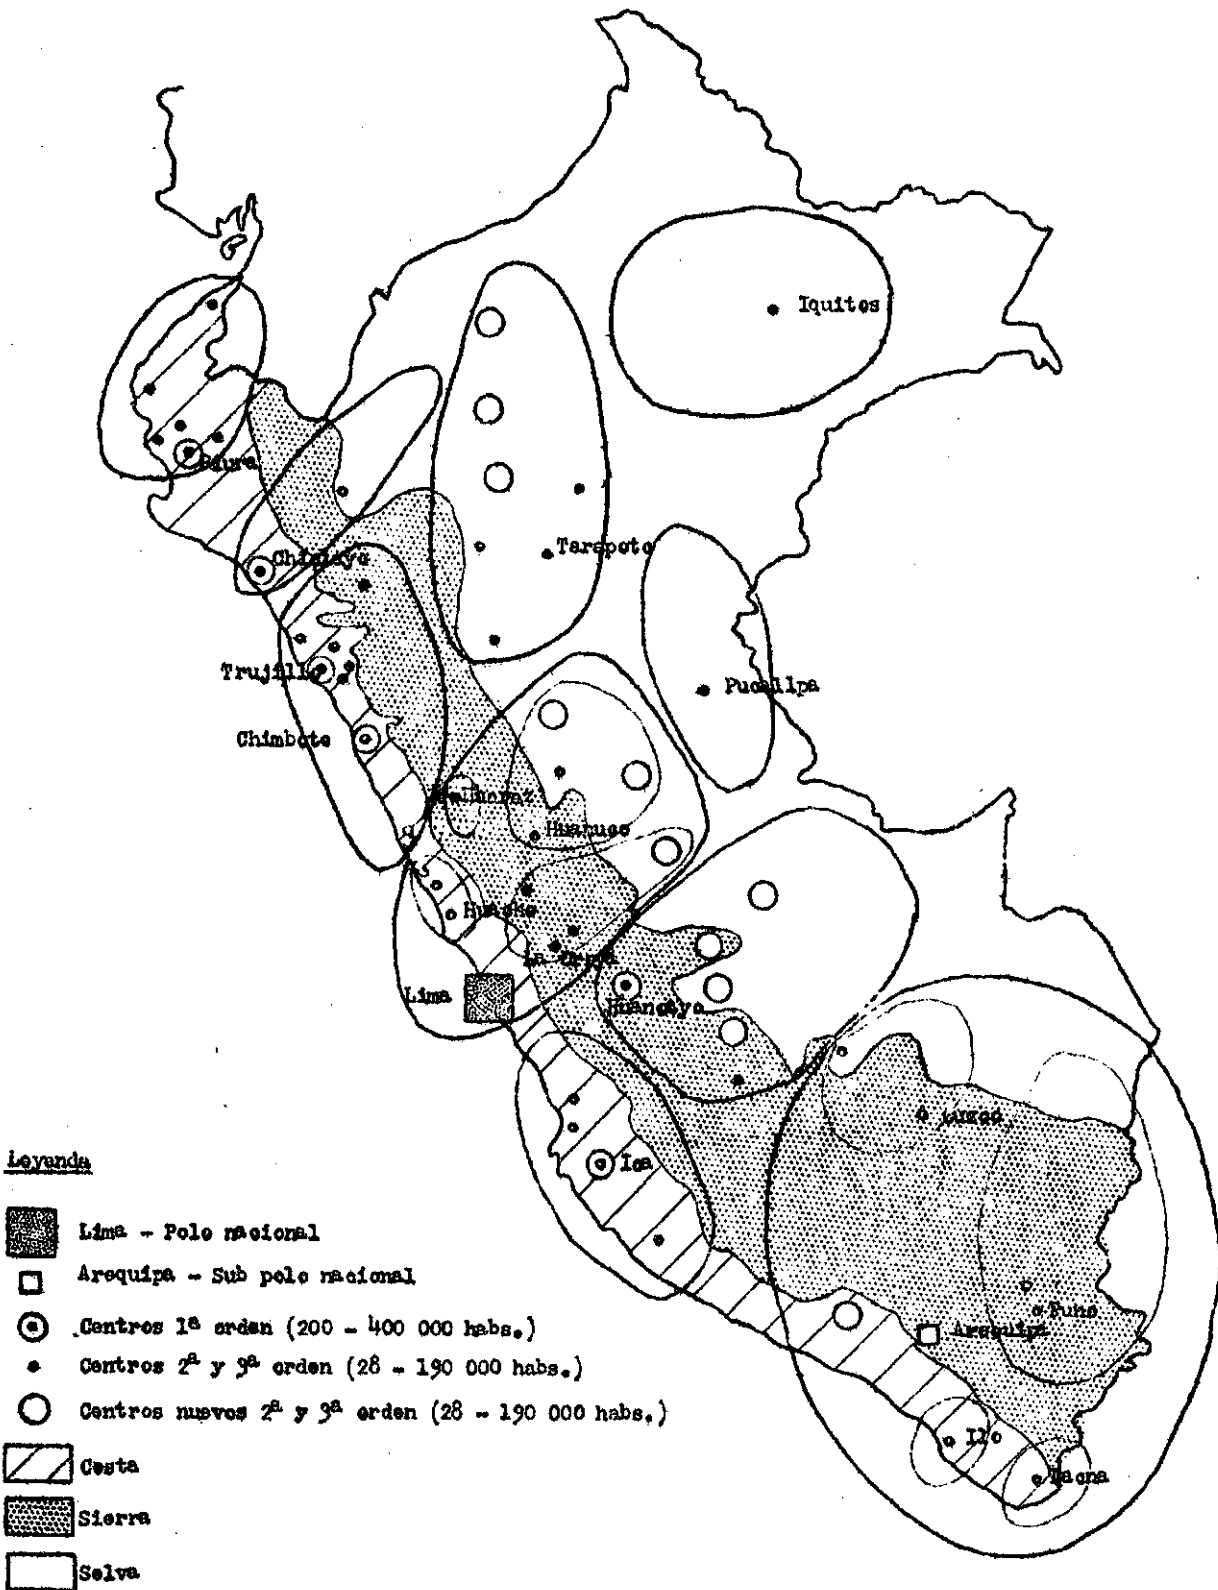 Iquitos
Piura
Chiclayo
Tarapoto
Trujillo
Pucallpa
Chimbote
Huaraz
Huanuco
Huacho
La Oroya
Lima
Huancayo
Cuzco
Ica
Puno
Arequipa
Ilo
Tacna
Leyenda
Lima - Polo nacional
Arequipa - Sub polo nacional
Centros 1ª orden (200 - 400 000 habs.)
Centros 2ª y 3ª orden (28 - 190 000 habs.)
Centros nuevos 2ª y 3ª orden (28 - 190 000 habs.)
Costa
Sierra
Selva